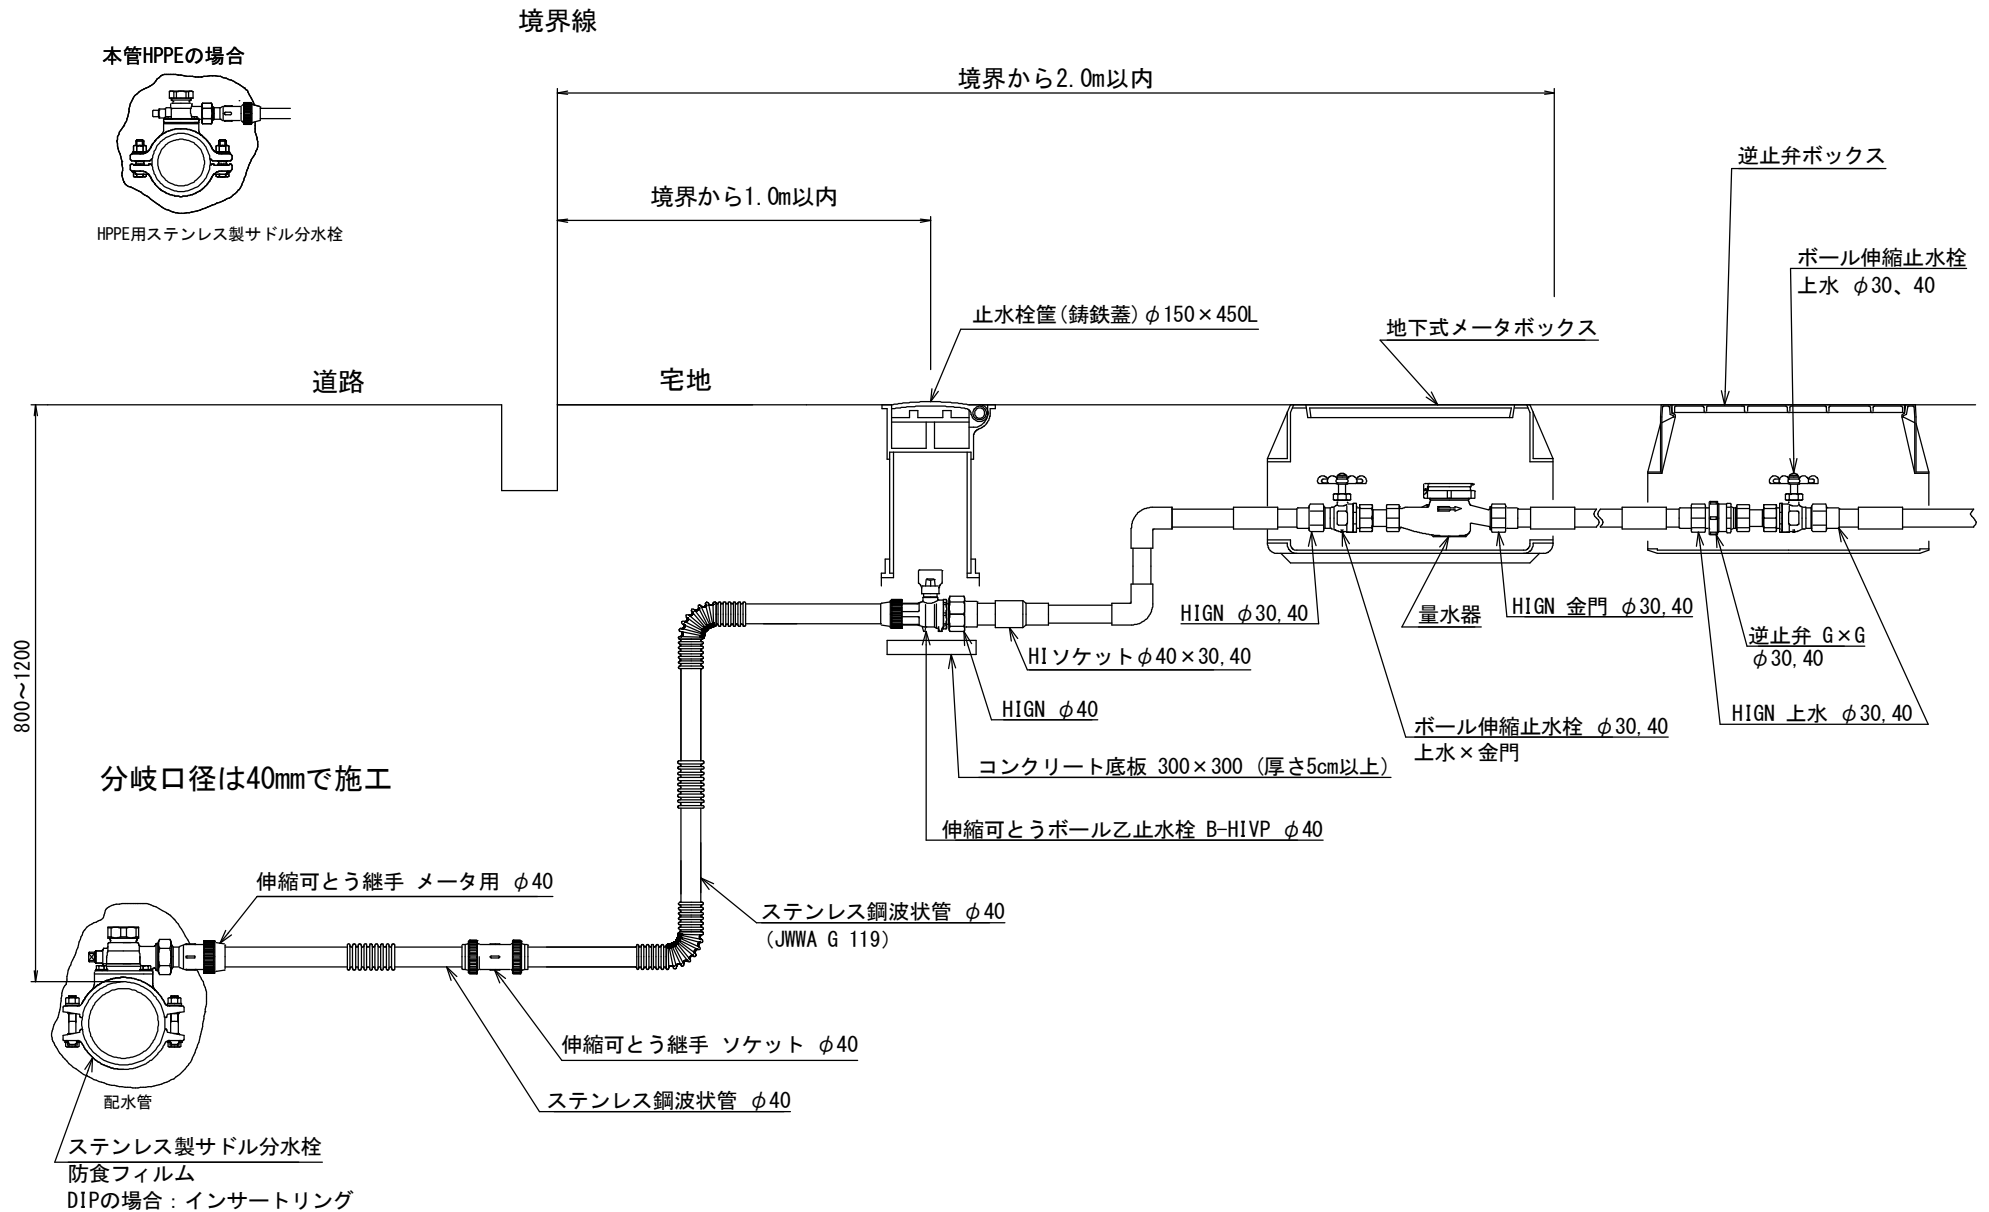 境界線
本管HPPEの場合
境界から2.0m以内
逆止弁ボックス
境界から1.0m以内
HPPE用ステンレス製サドル分水栓
ボール伸縮止水栓
上水 φ30、40
止水栓筐(鋳鉄蓋)φ150×450L
地下式メータボックス
道路
宅地
800～1200
HIGN φ30,40
量水器
HIGN 金門 φ30,40
逆止弁 G×G
φ30,40
HIソケットφ40×30,40
HIGN φ40
HIGN 上水 φ30,40
ボール伸縮止水栓 φ30,40
上水×金門
コンクリート底板 300×300 (厚さ5cm以上)
分岐口径は40mmで施工
伸縮可とうボール乙止水栓 B-HIVP φ40
伸縮可とう継手 メータ用 φ40
ステンレス鋼波状管 φ40
(JWWA G 119)
伸縮可とう継手 ソケット φ40
ステンレス鋼波状管 φ40
配水管
ステンレス製サドル分水栓
防食フィルム
DIPの場合：インサートリング